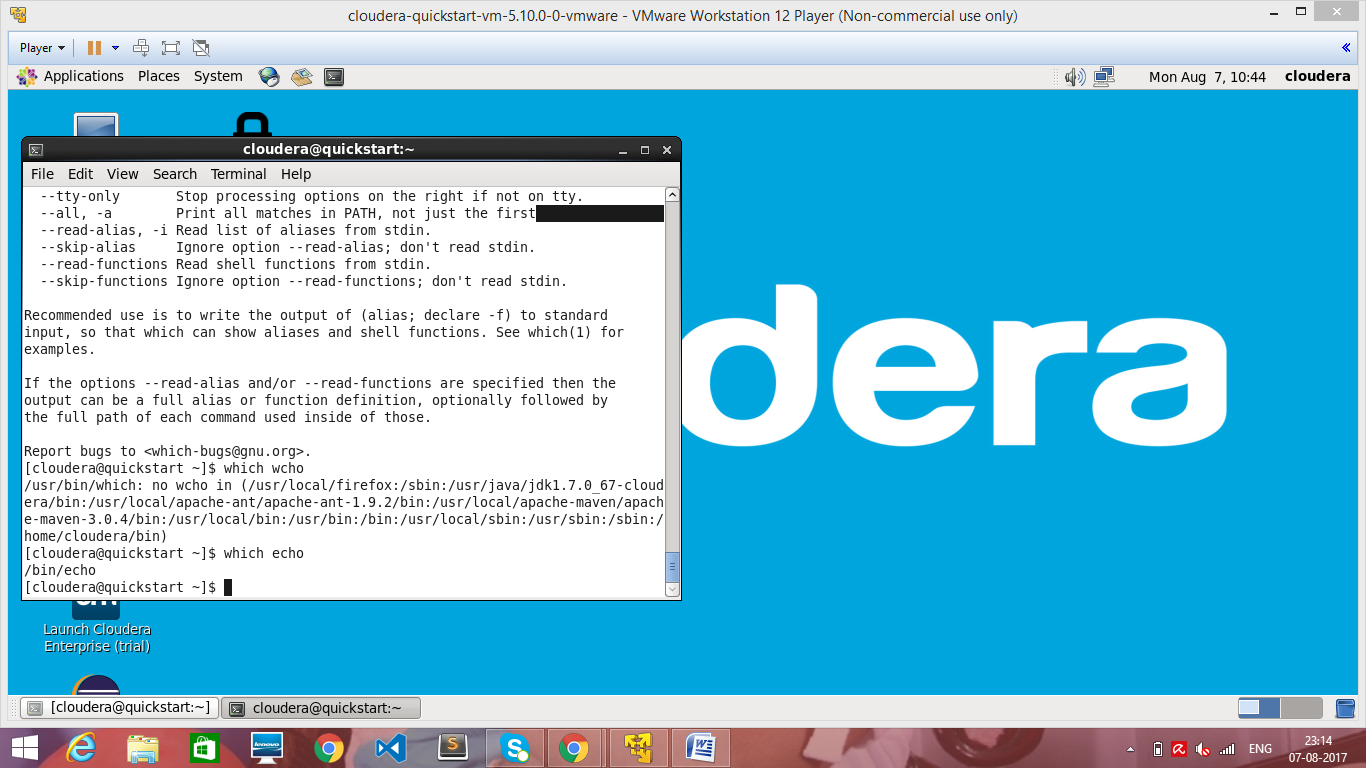 cloudera-quickstart-vm-5.10.0-0-vmware - VMware Workstation 12 Player (Non-commercial use only)
Player
Applications Places System
Mon Aug 7, 10:44 cloudera
cloudera@quickstart:~
File Edit View Search Terminal Help
--tty-only Stop processing options on the right if not on tty.
--all, -a Print all matches in PATH, not just the first
--read-alias, -i Read list of aliases from stdin.
--skip-alias Ignore option --read-alias; don't read stdin.
--read-functions Read shell functions from stdin.
--skip-functions Ignore option --read-functions; don't read stdin.
Recommended use is to write the output of (alias; declare -f) to standard
input, so that which can show aliases and shell functions. See which(1) for
examples.
If the options --read-alias and/or --read-functions are specified then the
output can be a full alias or function definition, optionally followed by
the full path of each command used inside of those.
Report bugs to <which-bugs@gnu.org>.
[cloudera@quickstart ~]$ which wcho
/usr/bin/which: no wcho in (/usr/local/firefox:/sbin:/usr/java/jdk1.7.0_67-cloud
era/bin:/usr/local/apache-ant/apache-ant-1.9.2/bin:/usr/local/apache-maven/apach
e-maven-3.0.4/bin:/usr/local/bin:/usr/bin:/bin:/usr/local/sbin:/usr/sbin:/sbin:/
home/cloudera/bin)
[cloudera@quickstart ~]$ which echo
/bin/echo
[cloudera@quickstart ~]$
dera
Launch Cloudera
Enterprise (trial)
[cloudera@quickstart:~]
cloudera@quickstart:~
lenovo
ENG
23:14
07-08-2017